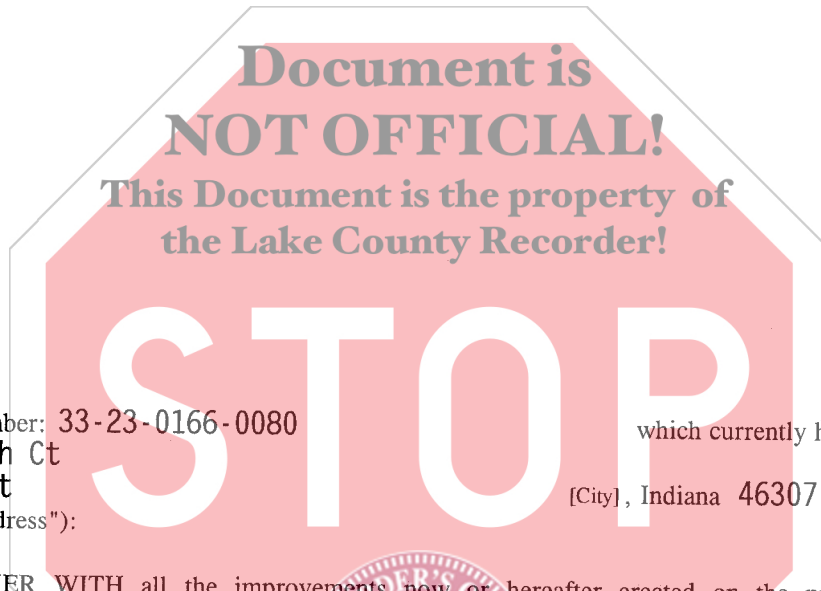 Document is
NOT OFFICIAL!
This Document is the property of
the Lake County Recorder!
STOP
ber: 33-23-0166-0080 which currently h
h Ct
t [City], Indiana 46307
dress"):
ER WITH all the improvements now or hereafter erected on the
DER'S